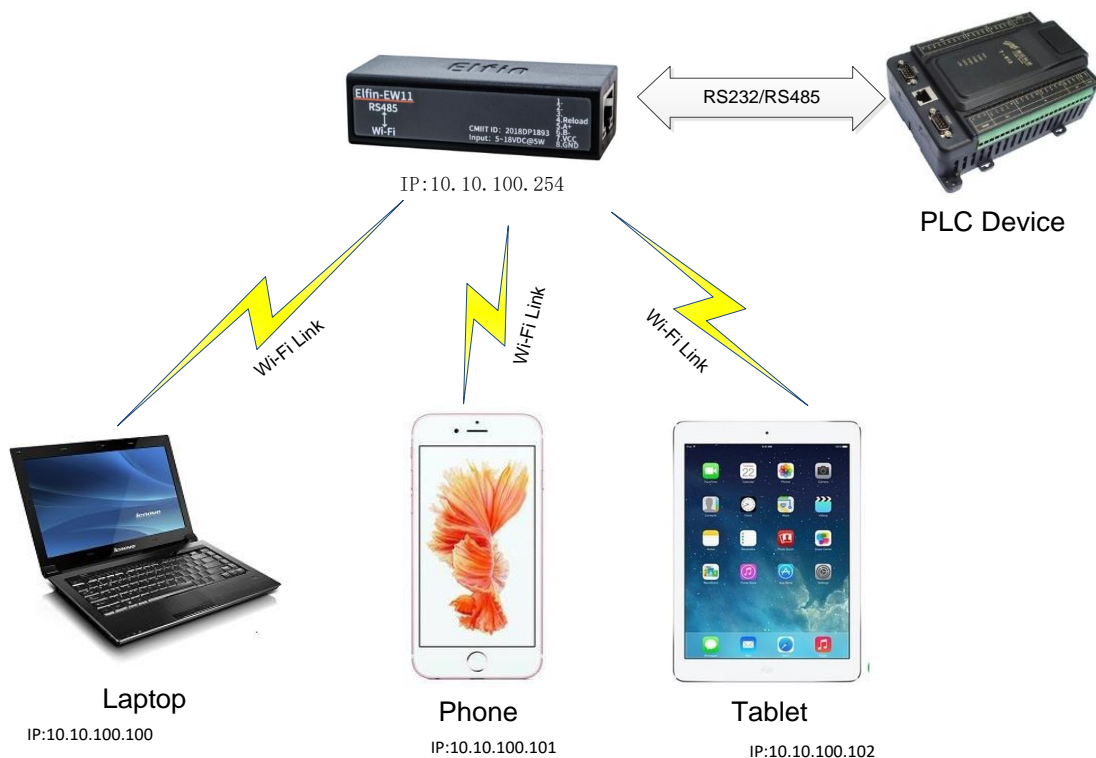 Elfin
Elfin-EW11
RS485
Wi-Fi
CMIIT ID: 2018DP1893
Input: 5~18VDC@5W
1.
2.
3.
4.Reload
5.A+
6.B-
7.VCC
8.GND
RS232/RS485
IP:10.10.100.254
PLC Device
Wi-Fi Link
Wi-Fi Link
Wi-Fi Link
lenovo
lenovo
Laptop
IP:10.10.100.100
Phone
IP:10.10.100.101
Tablet
IP:10.10.100.102